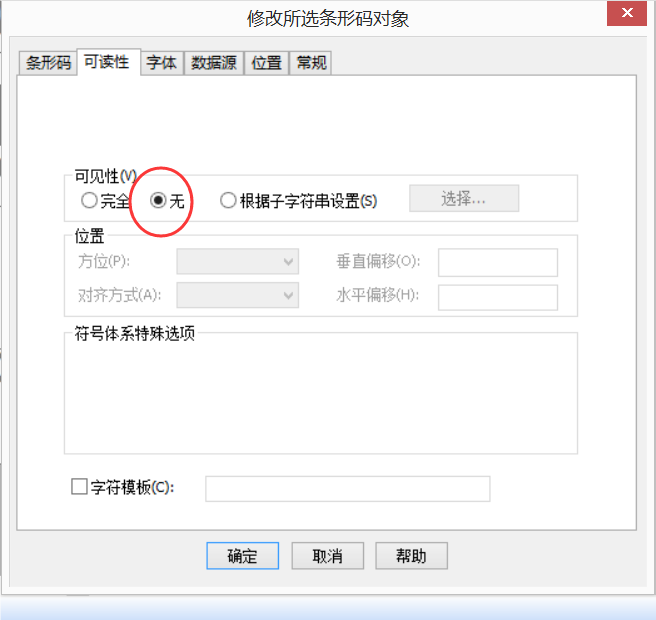 修改所选条形码对象
条形码 可读性 字体 数据源 位置 常规
可见性(V)
完全 无 根据子字符串设置(S) 选择...
位置
方位(P): 垂直偏移(O):
对齐方式(A): 水平偏移(H):
符号体系特殊选项
字符模板(C):
确定 取消 帮助